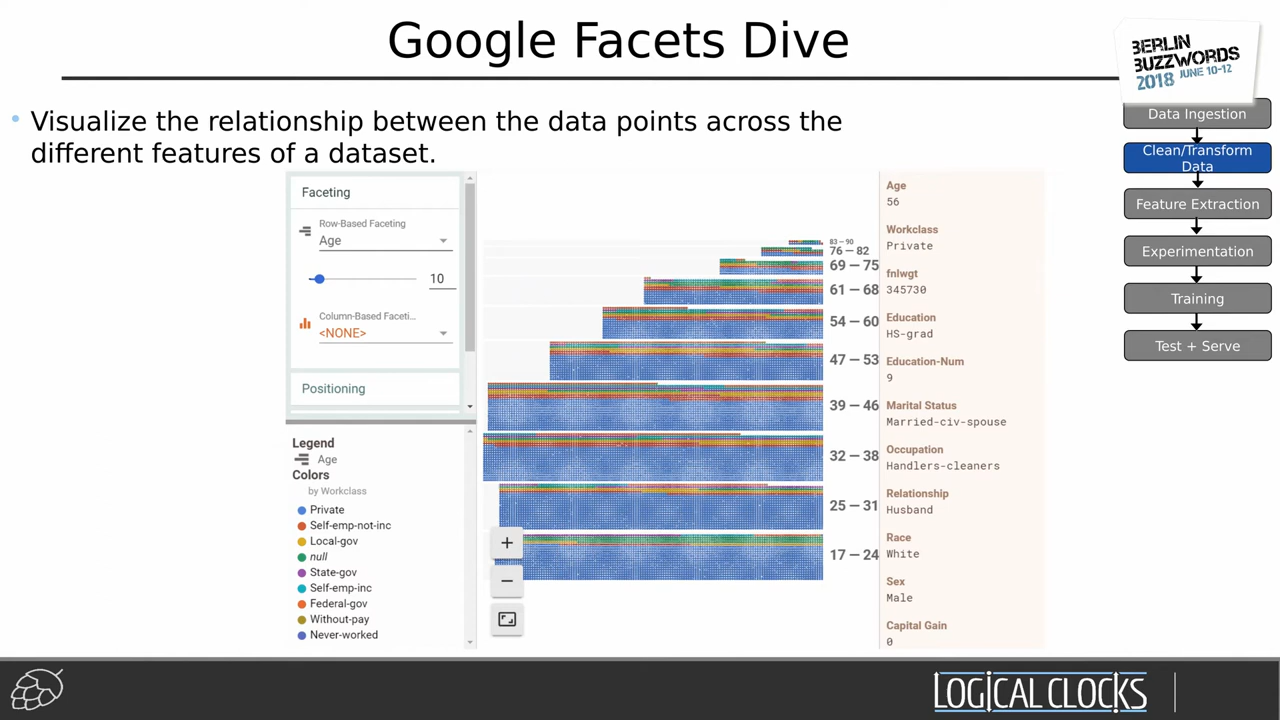 Google Facets Dive
BERLIN
BUZZWORDS
2018 JUNE 10-12
• Visualize the relationship between the data points across the
different features of a dataset.
Data Ingestion
Clean/Transform
Data
Feature Extraction
Experimentation
Training
Test + Serve
Faceting
Row-Based Faceting
Age
10
Column-Based Faceti...
<NONE>
Positioning
Legend
Age
Colors
by Workclass
Private
Self-emp-not-inc
Local-gov
null
State-gov
Self-emp-inc
Federal-gov
Without-pay
Never-worked
83 – 90
76 – 82
69 – 75
61 – 68
54 – 60
47 – 53
39 – 46
32 – 38
25 – 31
17 – 24
+
−
Age
56
Workclass
Private
fnlwgt
345730
Education
HS-grad
Education-Num
9
Marital Status
Married-civ-spouse
Occupation
Handlers-cleaners
Relationship
Husband
Race
White
Sex
Male
Capital Gain
0
LOGICAL CLOCKS